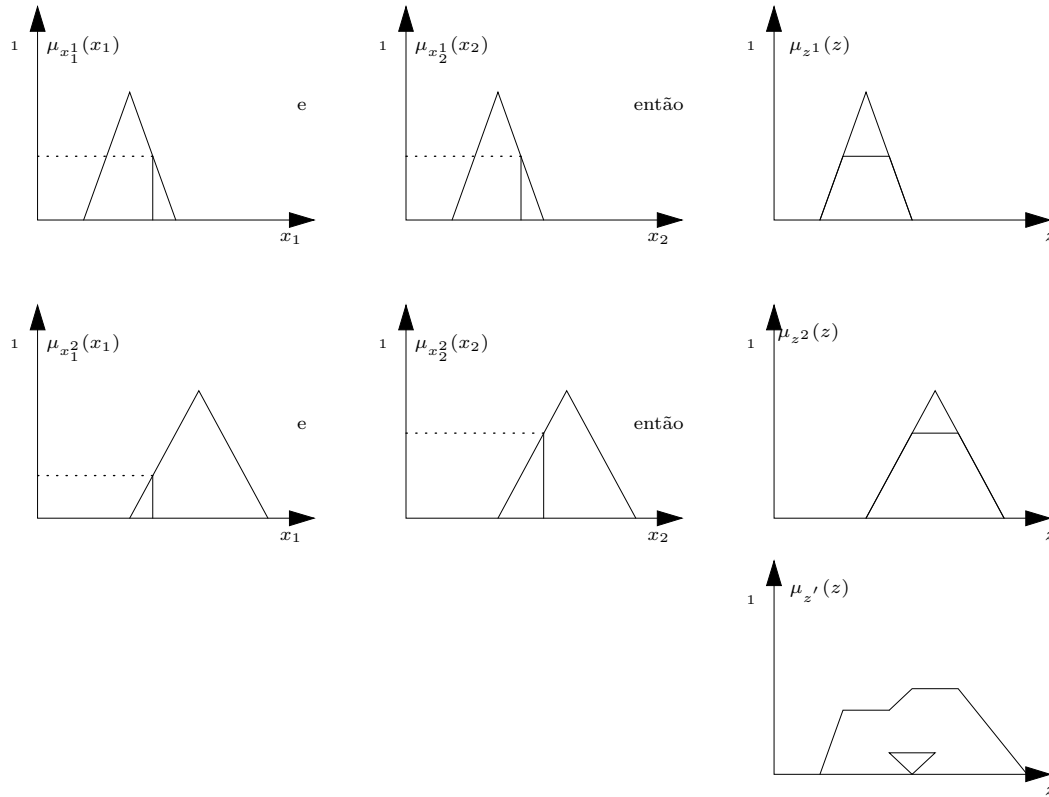 1 μ_{x_1^1}(x_1)
1 μ_{x_2^1}(x_2)
1 μ_{z^1}(z)
e
então
x_1
x_2
z
1 μ_{x_1^2}(x_1)
1 μ_{x_2^2}(x_2)
1 μ_{z^2}(z)
e
então
x_1
x_2
z
1 μ_{z'}(z)
z